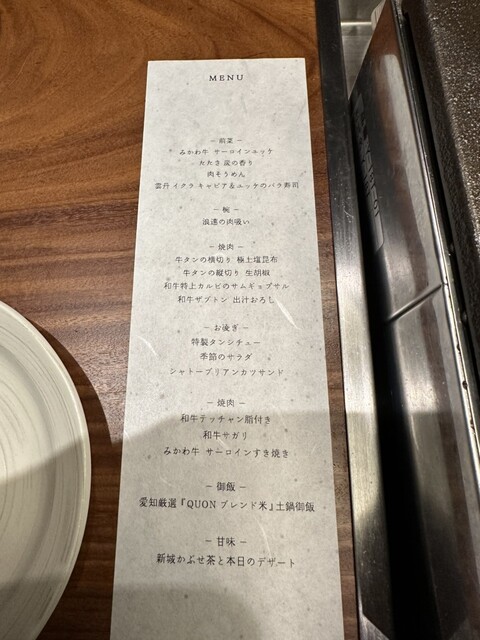 MENU
－前菜－
みかわ牛 サーロインユッケ
たたき 炭の香り
肉そうめん
雲丹 イクラ キャビア＆ユッケのバラ寿司
－椀－
浪速の肉吸い
－焼肉－
牛タンの横切り 極上塩昆布
牛タンの縦切り 生胡椒
和牛特上カルビのサムギョプサル
和牛ザブトン 出汁おろし
－お凌ぎ－
特製タンシチュー
季節のサラダ
シャトーブリアンカツサンド
－焼肉－
和牛テッチャン脂付き
和牛サガリ
みかわ牛 サーロインすき焼き
－御飯－
愛知厳選『QUON ブレンド米』土鍋御飯
－甘味－
新城かぶせ茶と本日のデザート